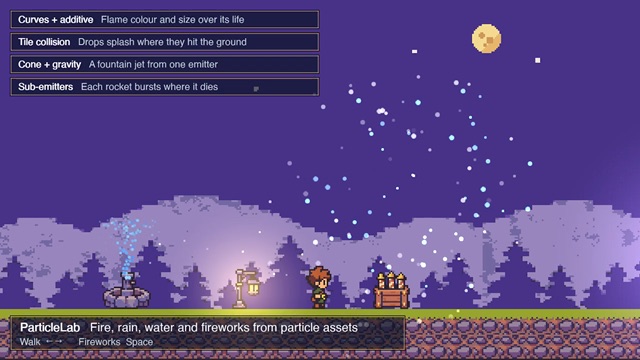 Curves + additive Flame colour and size over its life
Tile collision Drops splash where they hit the ground
Cone + gravity A fountain jet from one emitter
Sub-emitters Each rocket bursts where it dies
ParticleLab Fire, rain, water and fireworks from particle assets
Walk ←→ Fireworks Space